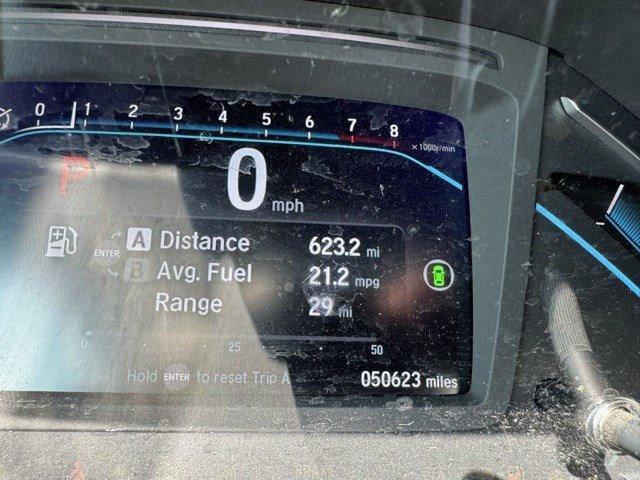 0 1 2 3 4 5 6 7 8
x1000r/min
P
0 mph
A Distance 623.2 mi
ENTER
B Avg. Fuel 21.2 mpg
Range 29 mi
0 25 50
Hold ENTER to reset Trip A
050623 miles